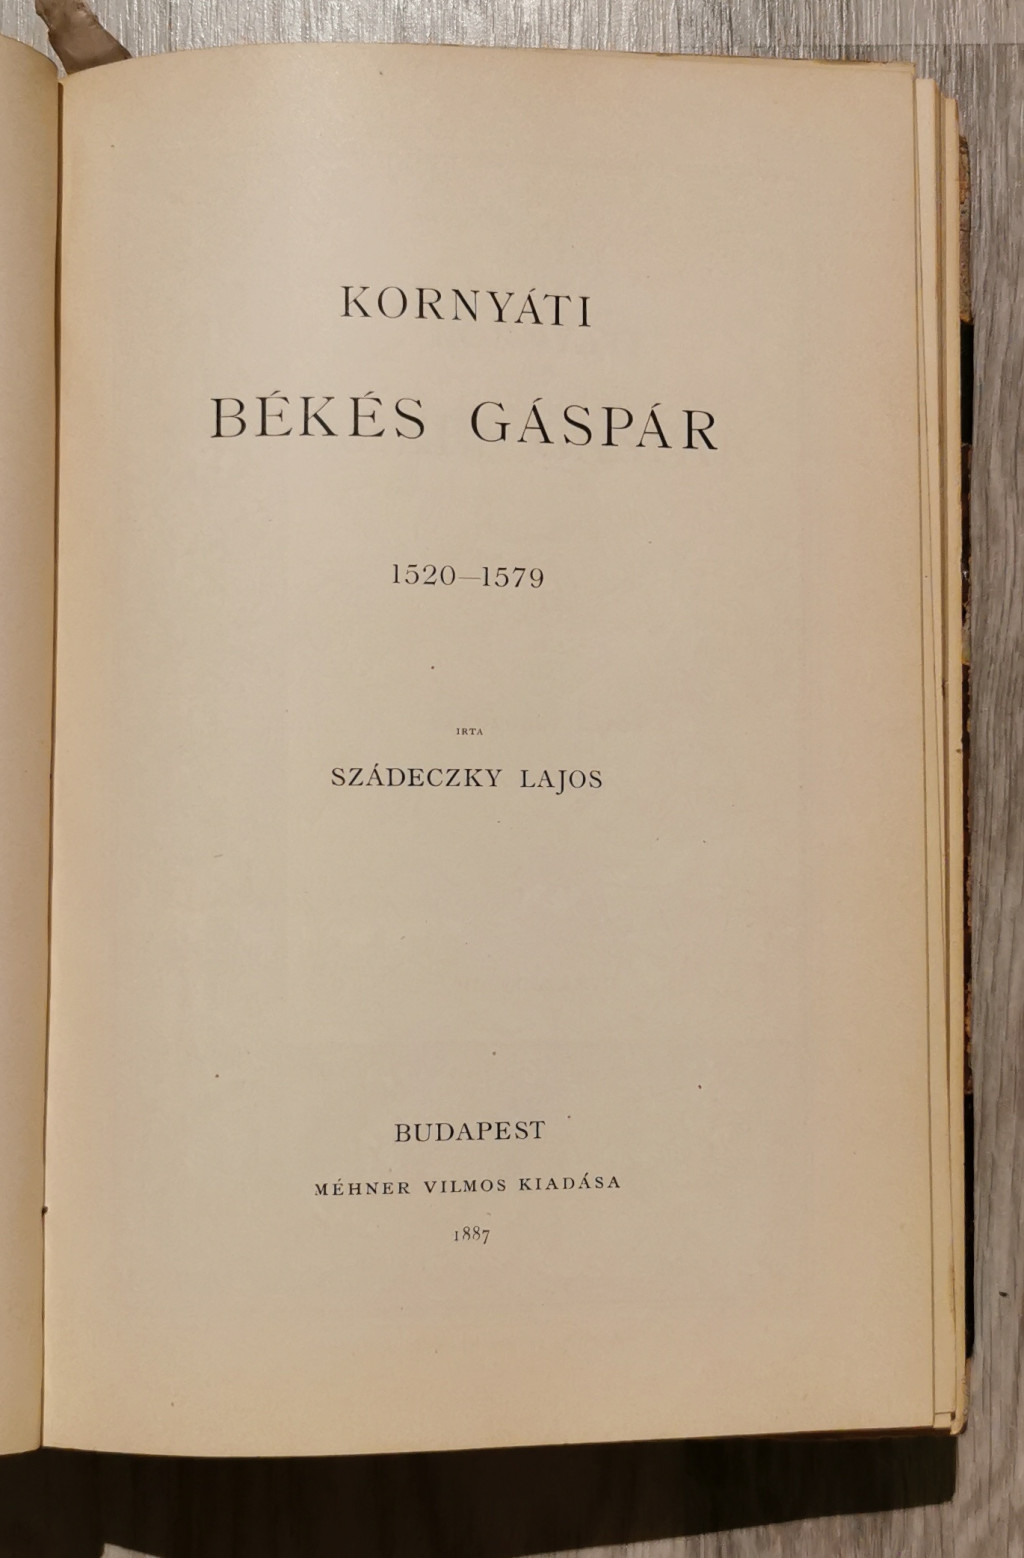 KORNYÁTI
BÉKÉS GÁSPÁR
1520—1579
IRTA
SZÁDECZKY LAJOS
BUDAPEST
MÉHNER VILMOS KIADÁSA
1887